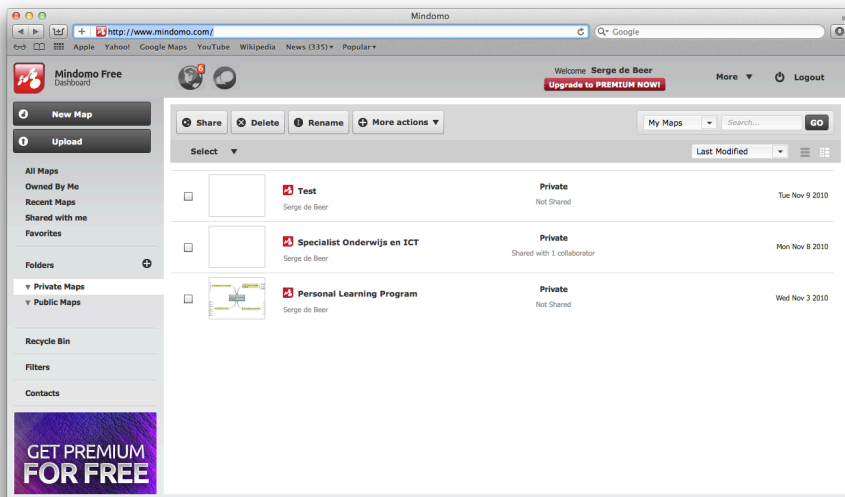 Mindomo
http://www.mindomo.com/
Google
Apple Yahoo! Google Maps YouTube Wikipedia News (335) Popular
Mindomo Free
Dashboard
6
Welcome Serge de Beer
Upgrade to PREMIUM NOW!
More
Logout
New Map
Upload
All Maps
Owned By Me
Recent Maps
Shared with me
Favorites
Folders
Private Maps
Public Maps
Recycle Bin
Filters
Contacts
GET PREMIUM
FOR FREE
Share Delete Rename More actions
My Maps Search... GO
Select Last Modified
Test Private Tue Nov 9 2010
Serge de Beer Not Shared
Specialist Onderwijs en ICT Private Mon Nov 8 2010
Serge de Beer Shared with 1 collaborator
Personal Learning Program Private Wed Nov 3 2010
Serge de Beer Not Shared